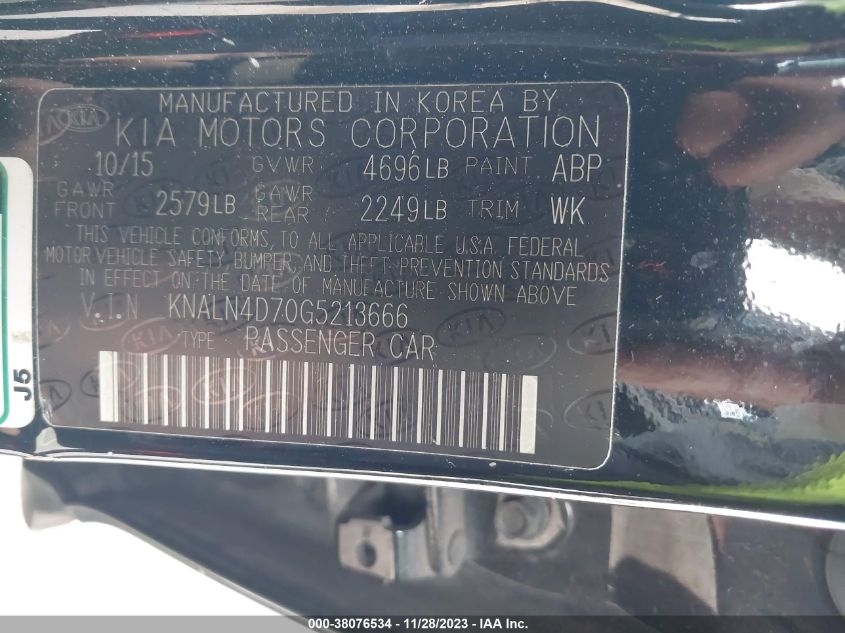 MANUFACTURED IN KOREA BY
KIA MOTORS CORPORATION
10/15 GVWR 4696LB PAINT ABP
GAWR FRONT 2579LB GAWR REAR 2249LB TRIM WK
THIS VEHICLE CONFORMS TO ALL APPLICABLE U.S.A. FEDERAL
MOTOR VEHICLE SAFETY, BUMPER, AND THEFT PREVENTION STANDARDS
IN EFFECT ON THE DATE OF MANUFACTURE SHOWN ABOVE
V.I.N KNALN4D70G5213666
TYPE PASSENGER CAR
KIA
J5
000-38076534 | 11/28/2023 | IAA Inc.